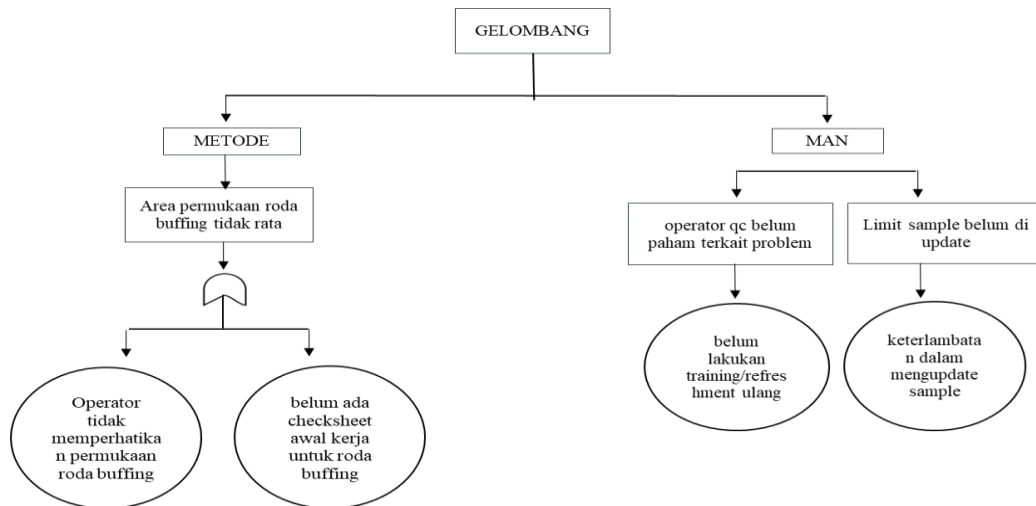 GELOMBANG
METODE
MAN
Area permukaan roda
buffing tidak rata
operator qc belum
paham terkait problem
Limit sample belum di
update
Operator
tidak
memperhatika
n permukaan
roda buffing
belum ada
checksheet
awal kerja
untuk roda
buffing
belum
lakukan
training/refres
hment ulang
keterlambata
n dalam
mengupdate
sample